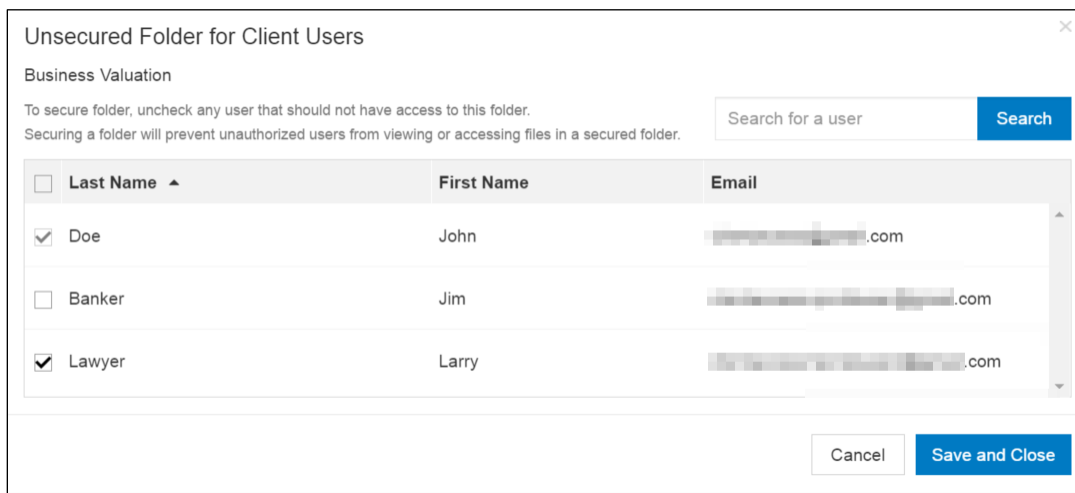 Unsecured Folder for Client Users
Business Valuation
To secure folder, uncheck any user that should not have access to this folder.
Securing a folder will prevent unauthorized users from viewing or accessing files in a secured folder.
Search for a user Search
Last Name First Name Email
Doe John .com
Banker Jim .com
Lawyer Larry .com
Cancel Save and Close